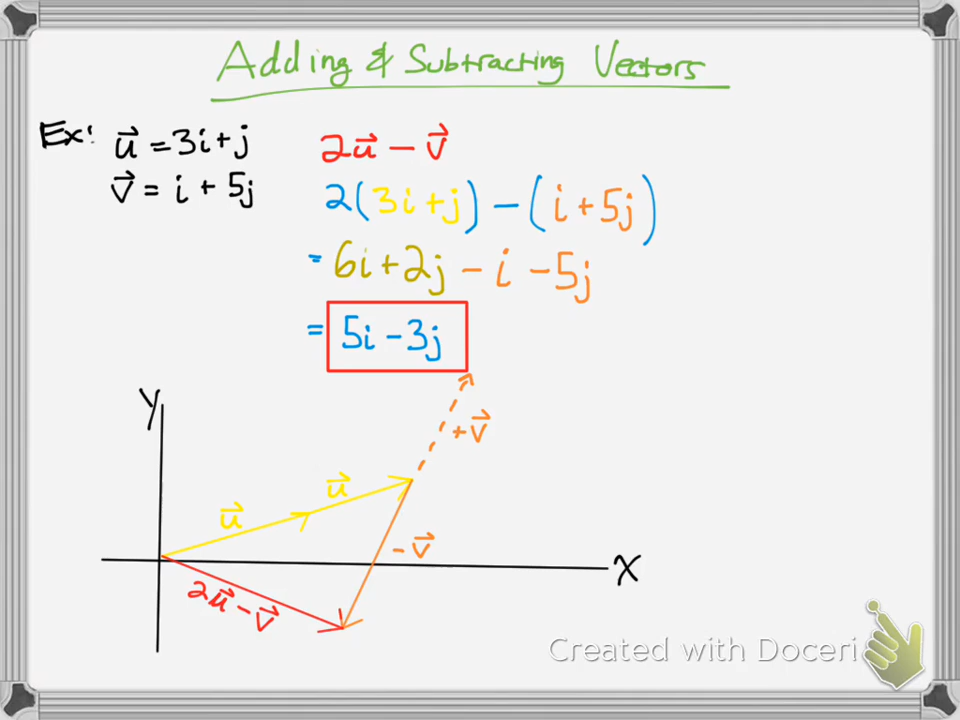 Adding & Subtracting Vectors
Ex: u⃗ = 3i + j
v⃗ = i + 5j
2u⃗ - v⃗
2(3i + j) - (i + 5j)
= 6i + 2j - i - 5j
= 5i - 3j
y
+v⃗
u⃗
u⃗
-v⃗
x
2u⃗ - v⃗
Created with Doceri